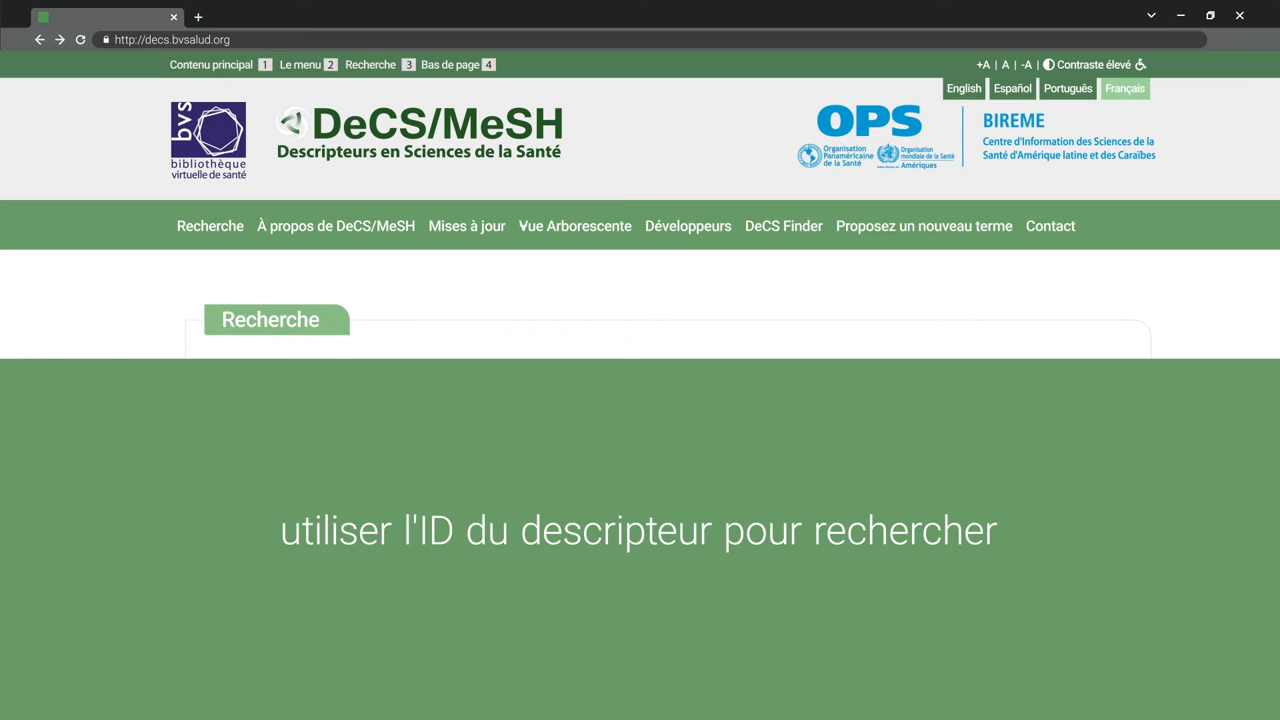 http://decs.bvsalud.org
Contenu principal 1 Le menu 2 Recherche 3 Bas de page 4
+A | A | -A | Contraste élevé
English Español Português Français
bvs
bibliothèque
virtuelle de santé
DeCS/MeSH
Descripteurs en Sciences de la Santé
OPS
Organisation
Panaméricaine
de la Santé
Organisation
mondiale de la Santé
Amériques
BIREME
Centre d'Information des Sciences de la
Santé d'Amérique latine et des Caraïbes
Recherche À propos de DeCS/MeSH Mises à jour Vue Arborescente Développeurs DeCS Finder Proposez un nouveau terme Contact
Recherche
utiliser l'ID du descripteur pour rechercher